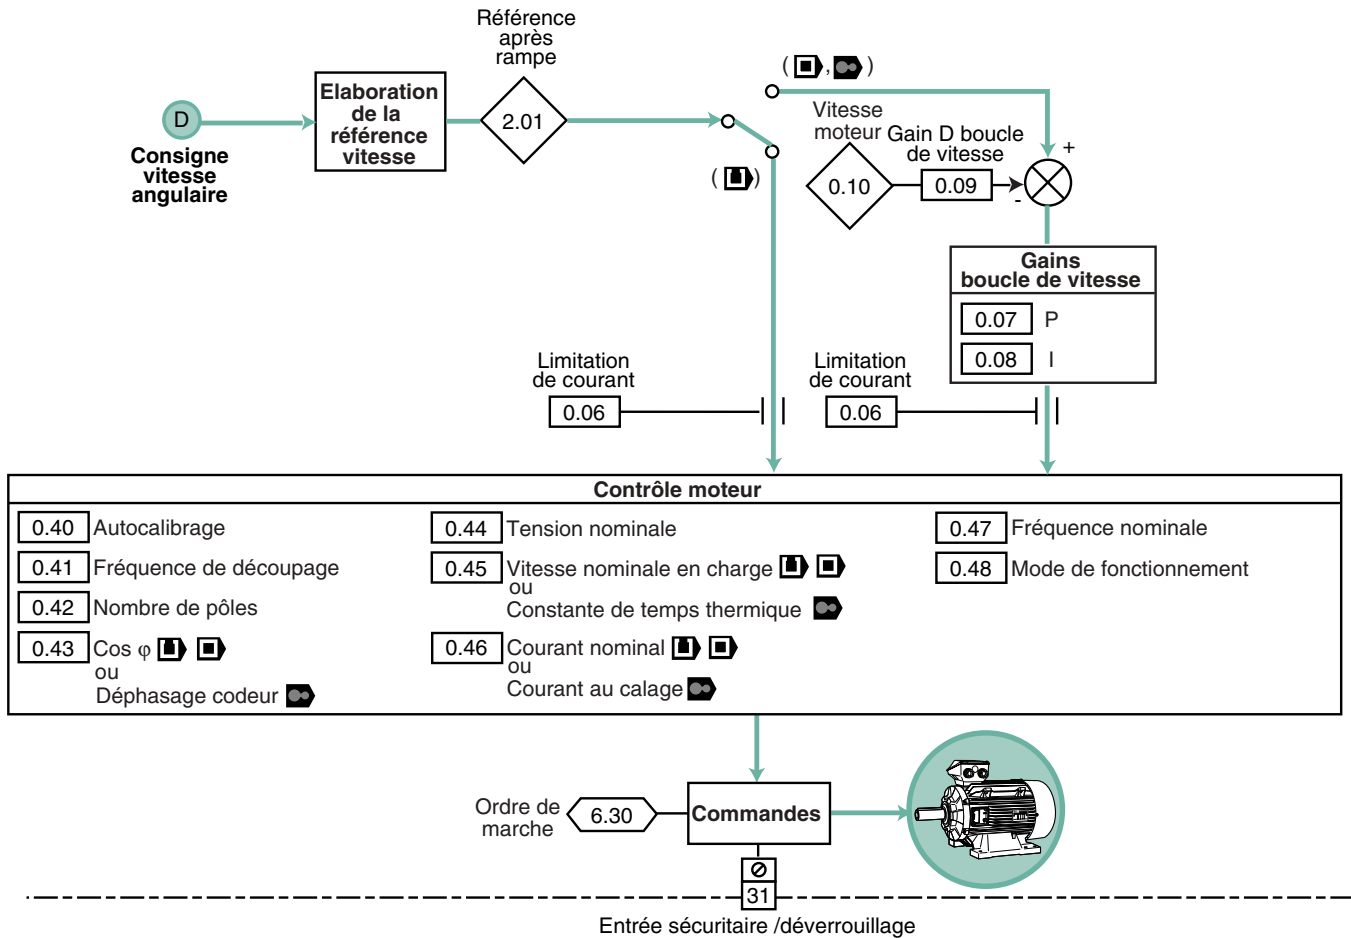 Référence
après
rampe
2.01
D
Consigne
vitesse
angulaire
Elaboration
de la
référence
vitesse
( , )
( )
Vitesse
moteur
0.10
Gain D boucle
de vitesse
0.09
+
-
Gains
boucle de vitesse
0.07 P
0.08 I
Limitation
de courant
0.06
Limitation
de courant
0.06
Contrôle moteur
0.40 Autocalibrage
0.41 Fréquence de découpage
0.42 Nombre de pôles
0.43 Cos φ
ou
Déphasage codeur
0.44 Tension nominale
0.45 Vitesse nominale en charge
ou
Constante de temps thermique
0.46 Courant nominal
ou
Courant au calage
0.47 Fréquence nominale
0.48 Mode de fonctionnement
Ordre de
marche
6.30
Commandes
31
Entrée sécuritaire /déverrouillage